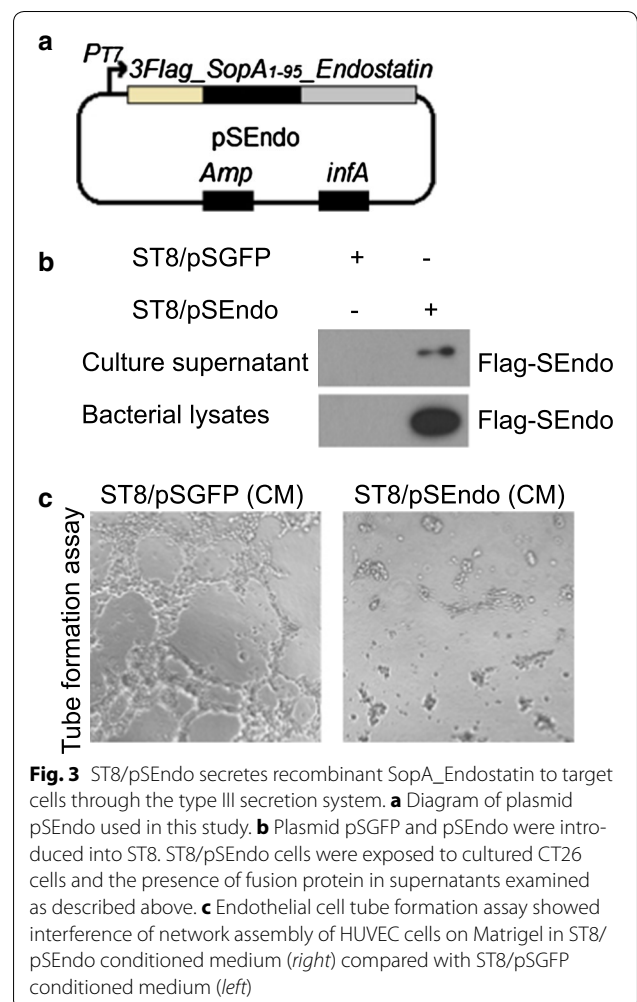 a
PT7
3Flag_SopA1-95_Endostatin
pSEndo
Amp infA
b
ST8/pSGFP + -
ST8/pSEndo - +
Culture supernatant Flag-SEndo
Bacterial lysates Flag-SEndo
c
ST8/pSGFP (CM) ST8/pSEndo (CM)
Tube formation assay
Fig. 3 ST8/pSEndo secretes recombinant SopA_Endostatin to target
cells through the type III secretion system. a Diagram of plasmid
pSEndo used in this study. b Plasmid pSGFP and pSEndo were intro-
duced into ST8. ST8/pSEndo cells were exposed to cultured CT26
cells and the presence of fusion protein in supernatants examined
as described above. c Endothelial cell tube formation assay showed
interference of network assembly of HUVEC cells on Matrigel in ST8/
pSEndo conditioned medium (right) compared with ST8/pSGFP
conditioned medium (left)